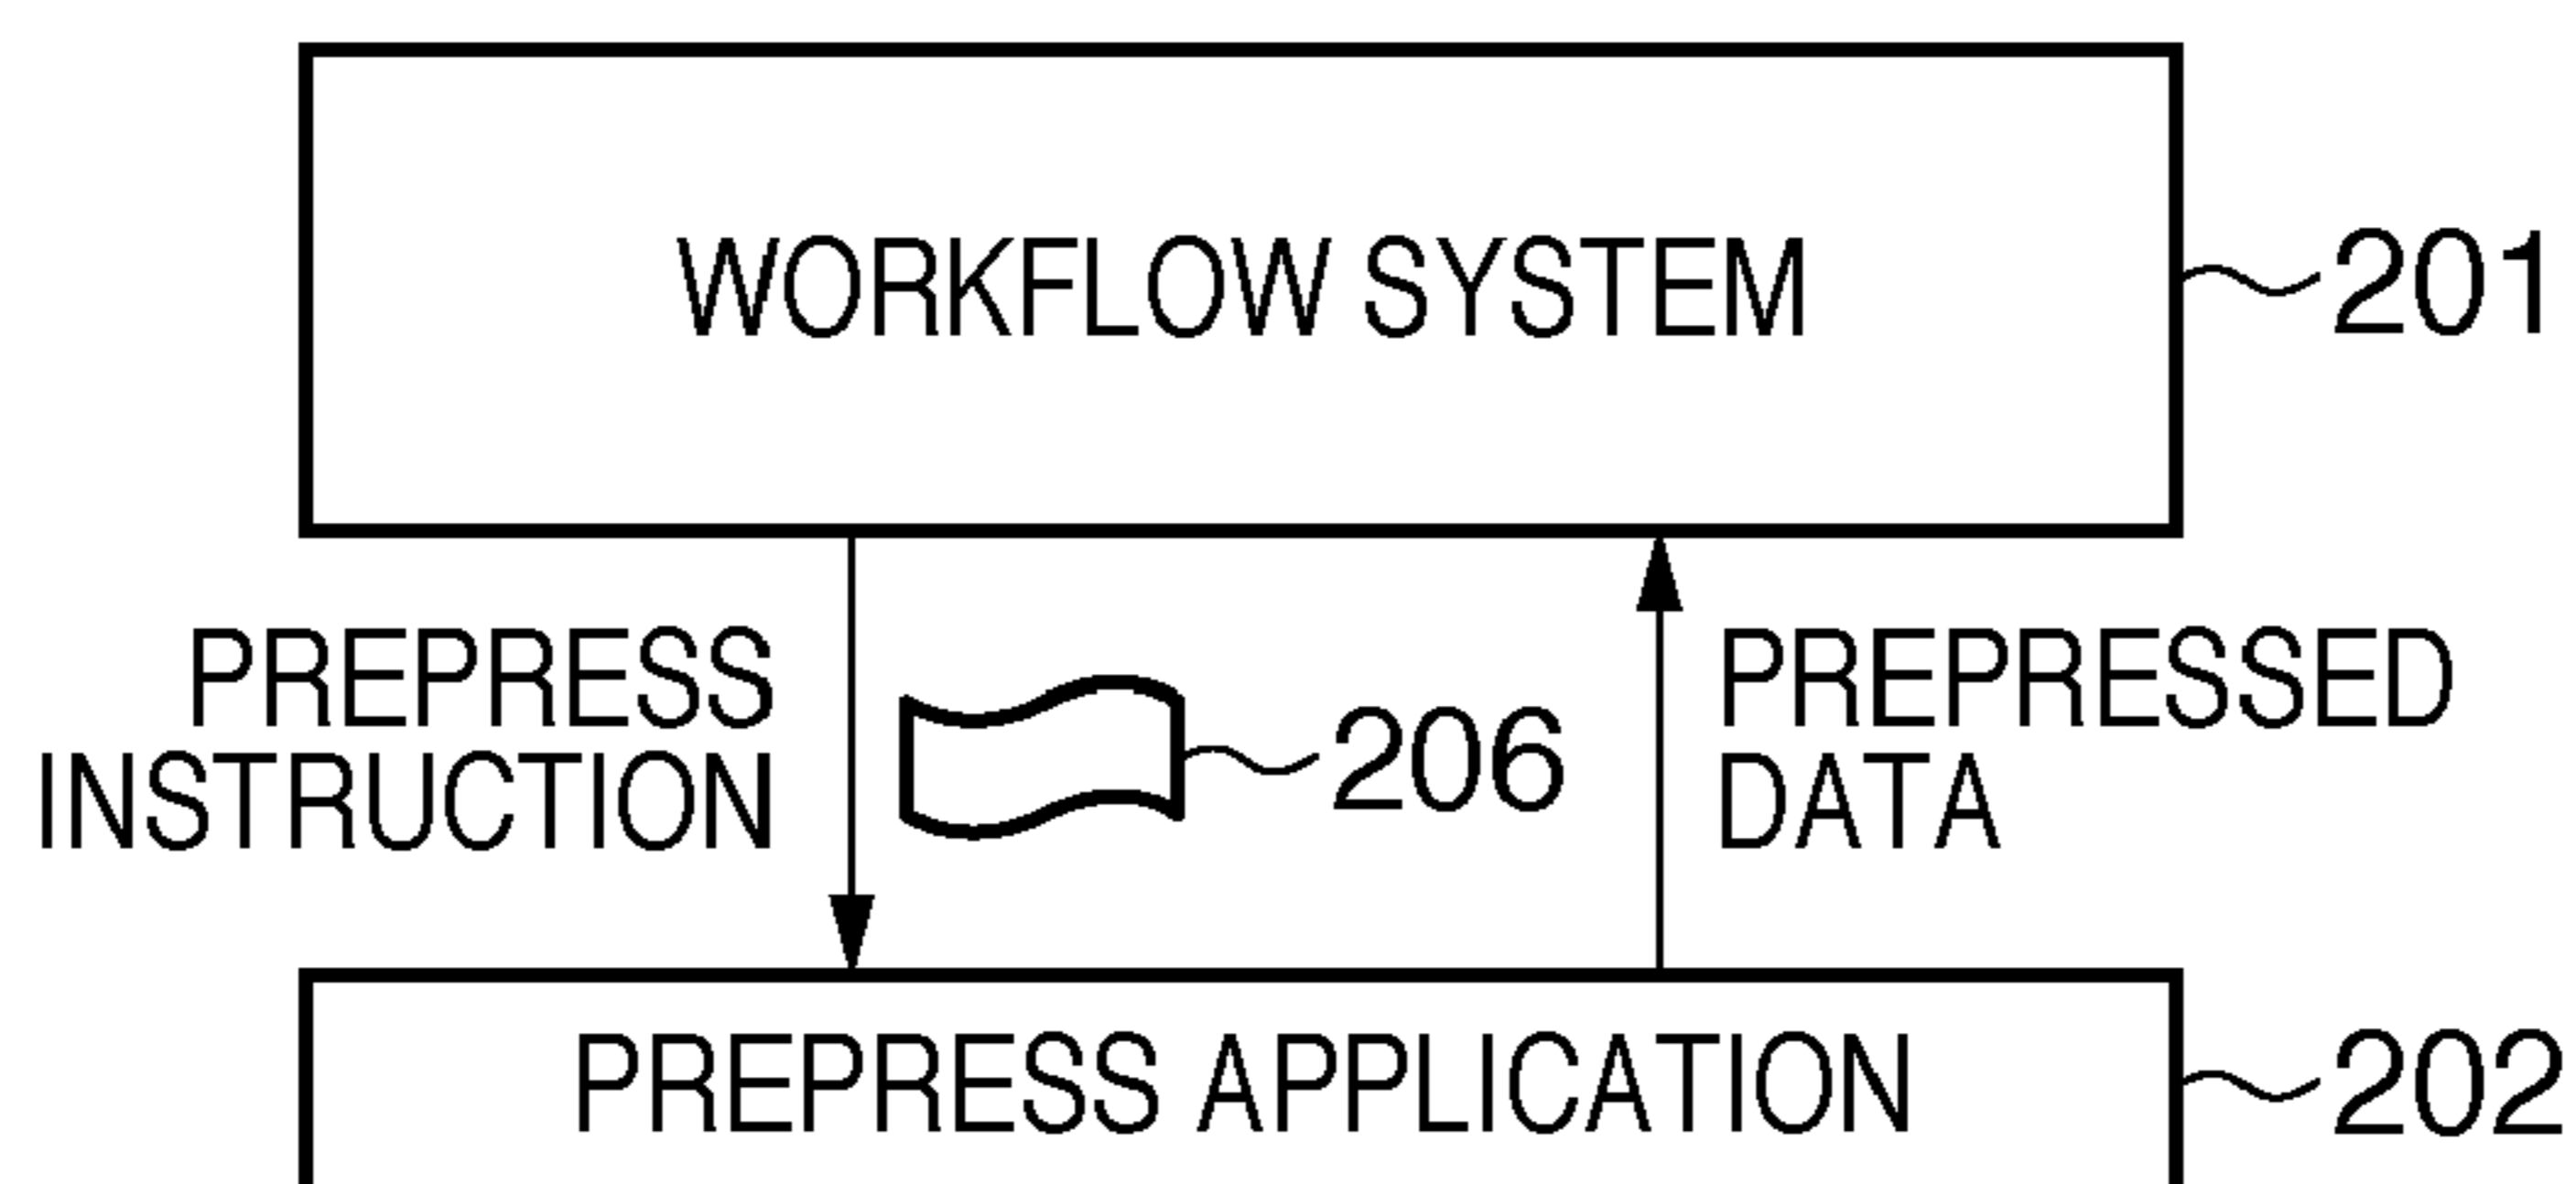 WORKFLOW SYSTEM
201
PREPRESS
INSTRUCTION
206
PREPRESSED
DATA
PREPRESS APPLICATION
202